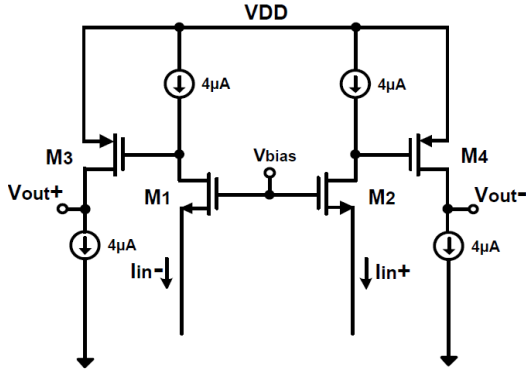 VDD
4µA
4µA
M3
Vbias
M4
Vout+
M1
M2
Vout-
4µA
Iin-
Iin+
4µA